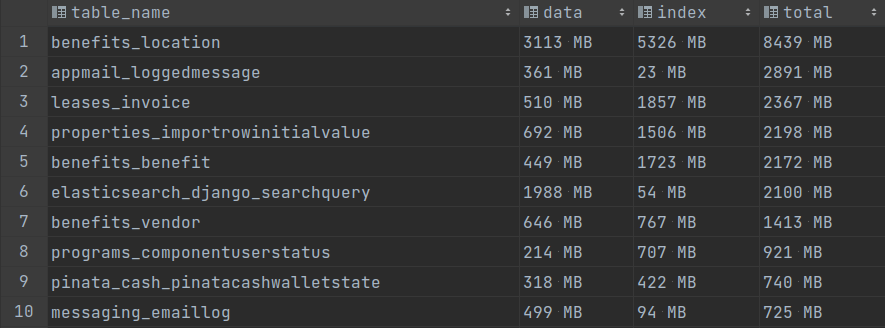 table_name data index total
1 benefits_location 3113 MB 5326 MB 8439 MB
2 appmail_loggedmessage 361 MB 23 MB 2891 MB
3 leases_invoice 510 MB 1857 MB 2367 MB
4 properties_importrowinitialvalue 692 MB 1506 MB 2198 MB
5 benefits_benefit 449 MB 1723 MB 2172 MB
6 elasticsearch_django_searchquery 1988 MB 54 MB 2100 MB
7 benefits_vendor 646 MB 767 MB 1413 MB
8 programs_componentuserstatus 214 MB 707 MB 921 MB
9 pinata_cash_pinatacashwalletstate 318 MB 422 MB 740 MB
10 messaging_emaillog 499 MB 94 MB 725 MB